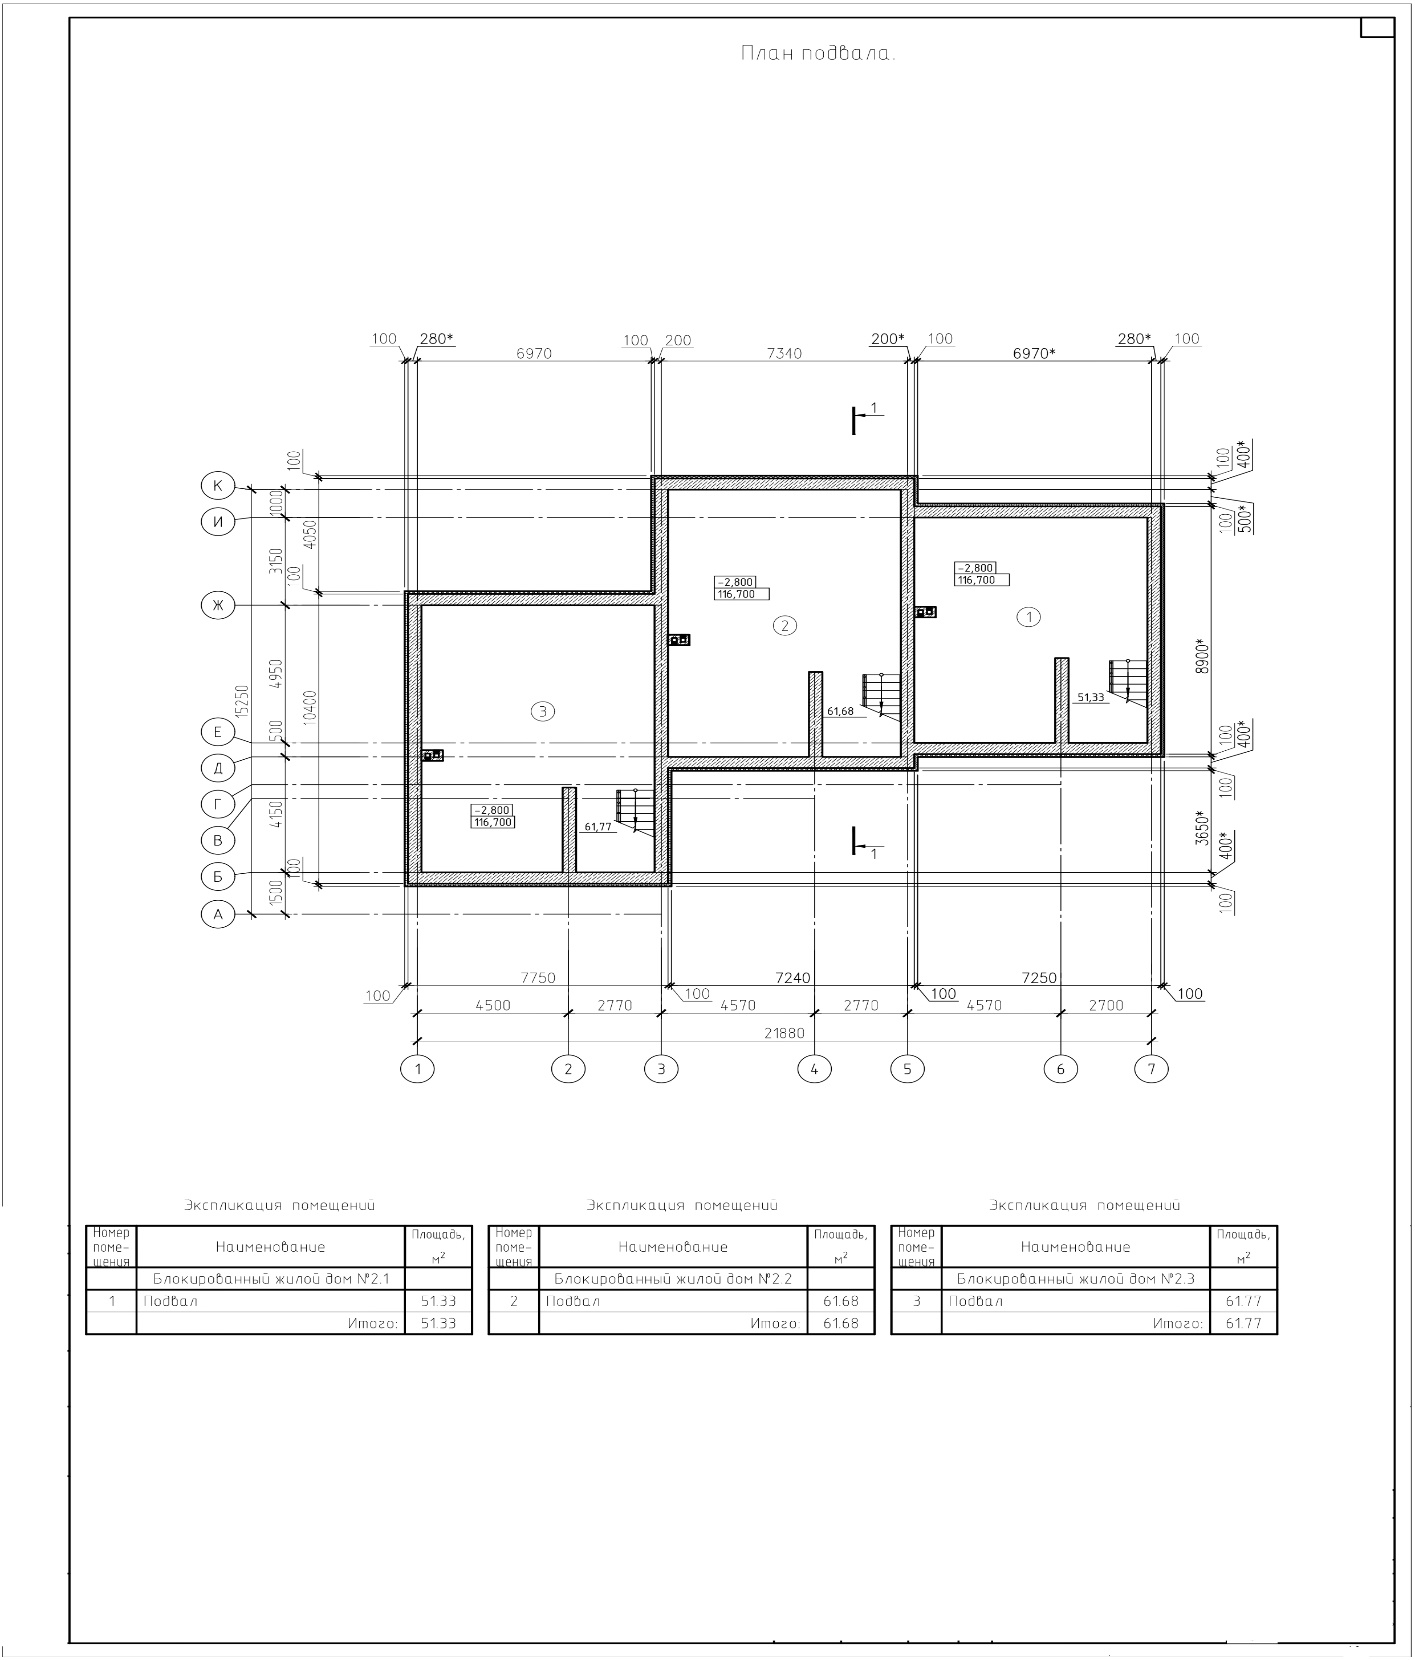 План подвала.
100 280* 100 200 200* 100 280* 100
6970 7340 6970*
1
100 100 400*
К
1000
И
4050 100 500*
3150
100
Ж
-2,800 -2,800
116,700 116,700
2 1
4950 8900*
15250 10400
3 61,68 51,33
Е
500 100 400*
Д
Г
100
4150
-2,800
116,700 61,77
В
3650* 400*
1
Б
100
1500 100
А
7750 7240 7250
100 100 100 100
4500 2770 4570 2770 4570 2700
21880
1 2 3 4 5 6 7
Экспликация помещений
Номер поме-щения Наименование Площадь, м²
Блокированный жилой дом №2.1
1 Подвал 51.33
Итого: 51.33
Экспликация помещений
Номер поме-щения Наименование Площадь, м²
Блокированный жилой дом №2.2
2 Подвал 61.68
Итого: 61.68
Экспликация помещений
Номер поме-щения Наименование Площадь, м²
Блокированный жилой дом №2.3
3 Подвал 61.77
Итого: 61.77